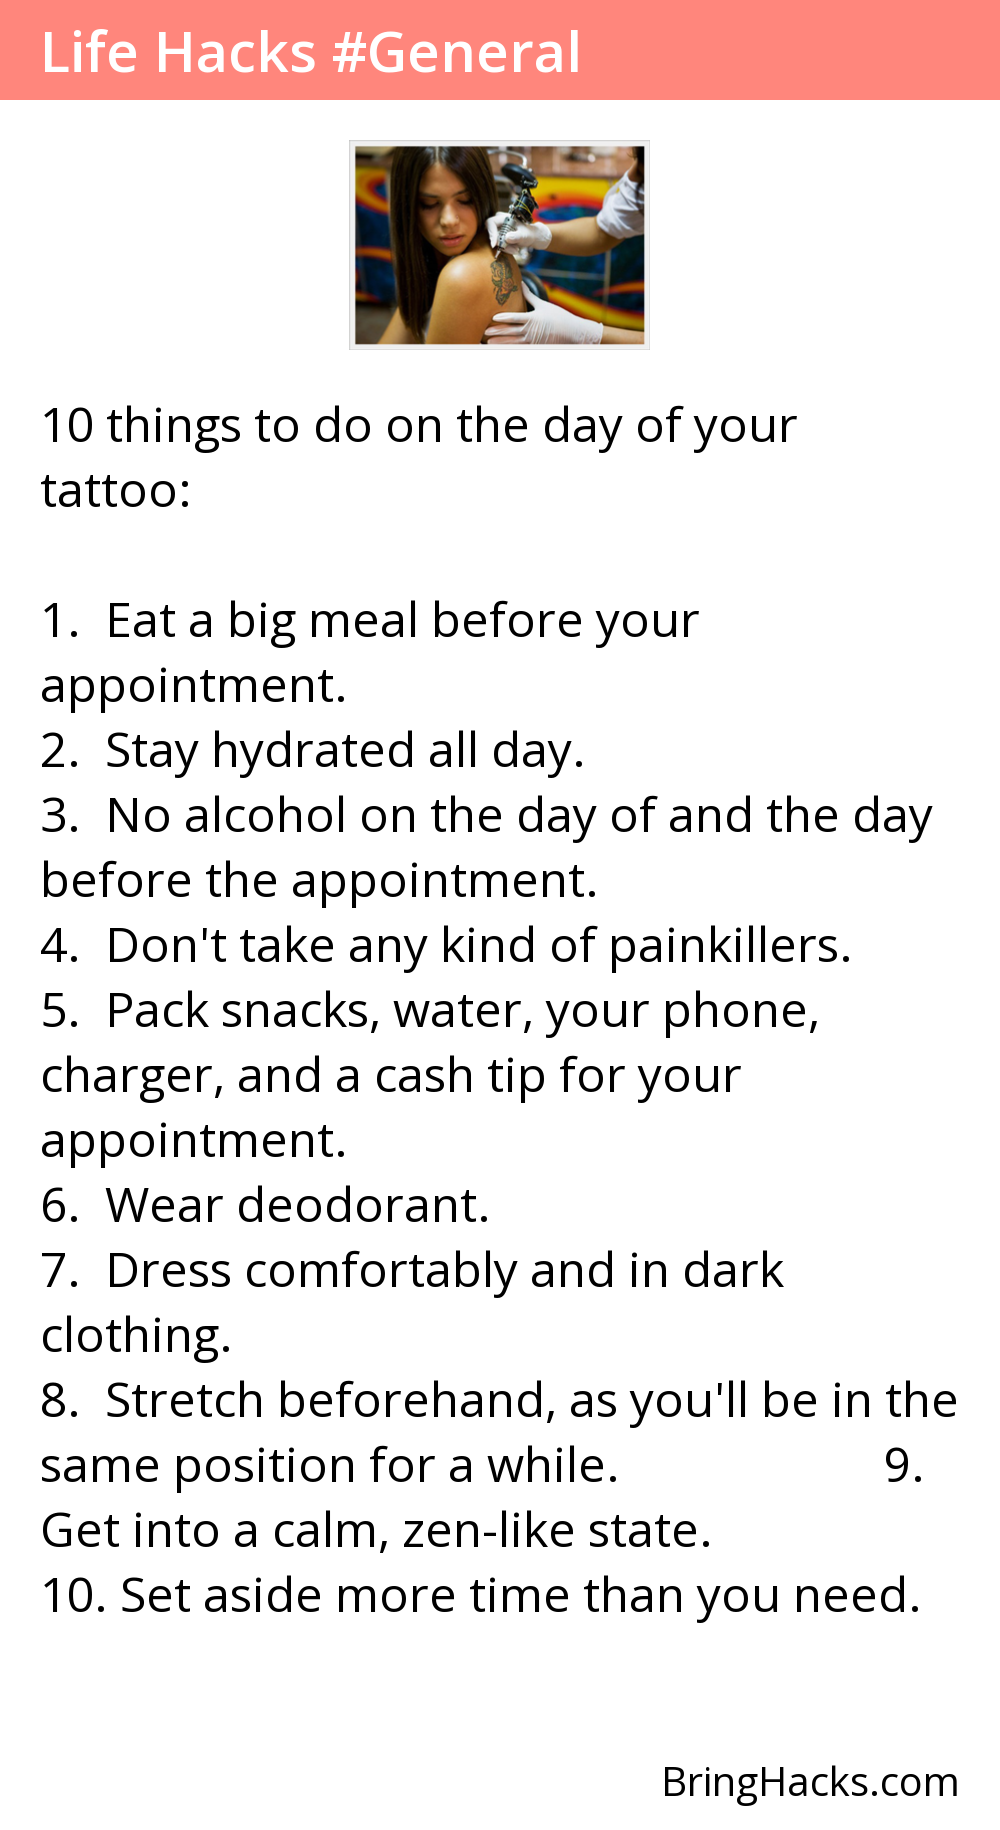 Life Hacks #General
10 things to do on the day of your
tattoo:
1.  Eat a big meal before your
appointment.
2.  Stay hydrated all day.
3.  No alcohol on the day of and the day
before the appointment.
4.  Don't take any kind of painkillers.
5.  Pack snacks, water, your phone,
charger, and a cash tip for your
appointment.
6.  Wear deodorant.
7.  Dress comfortably and in dark
clothing.
8.  Stretch beforehand, as you'll be in the
same position for a while.                    9.
Get into a calm, zen-like state.
10. Set aside more time than you need.
BringHacks.com